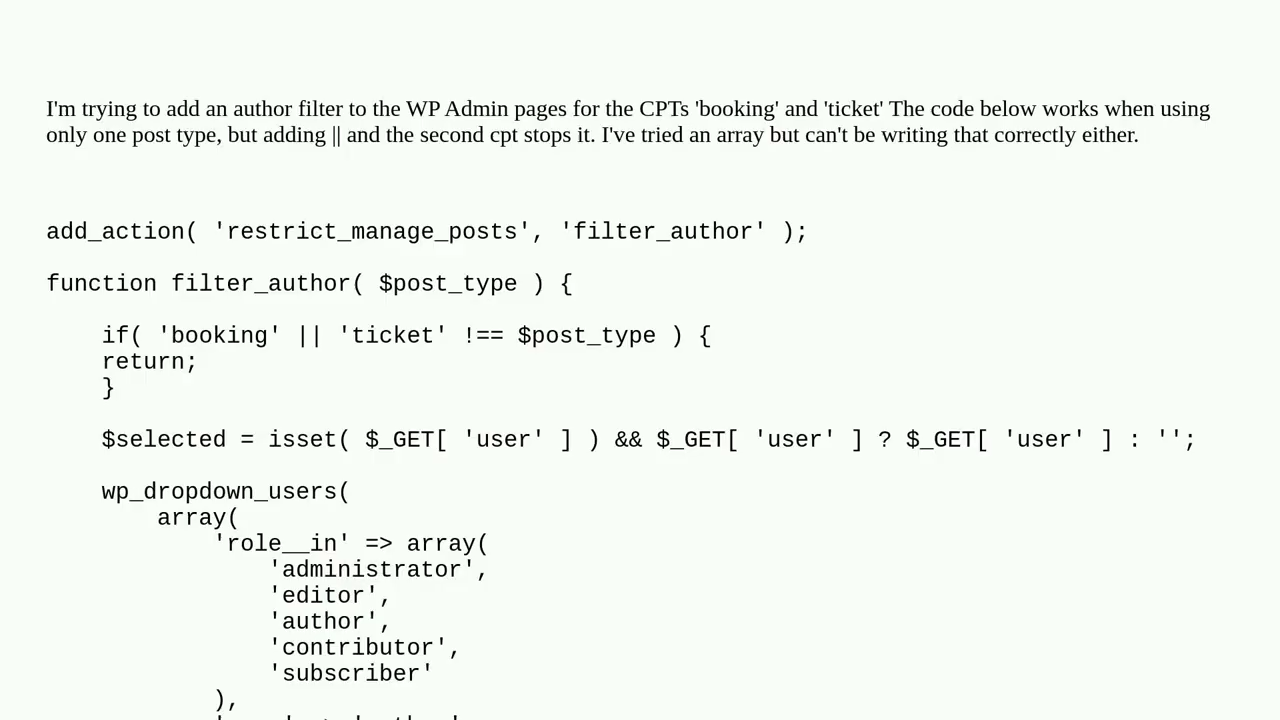 I'm trying to add an author filter to the WP Admin pages for the CPTs 'booking' and 'ticket' The code below works when using
only one post type, but adding || and the second cpt stops it. I've tried an array but can't be writing that correctly either.
add_action( 'restrict_manage_posts', 'filter_author' );
function filter_author( $post_type ) {
if( 'booking' || 'ticket' !== $post_type ) {
return;
}
$selected = isset( $_GET[ 'user' ] ) && $_GET[ 'user' ] ? $_GET[ 'user' ] : '';
wp_dropdown_users(
array(
'role__in' => array(
'administrator',
'editor',
'author',
'contributor',
'subscriber'
),